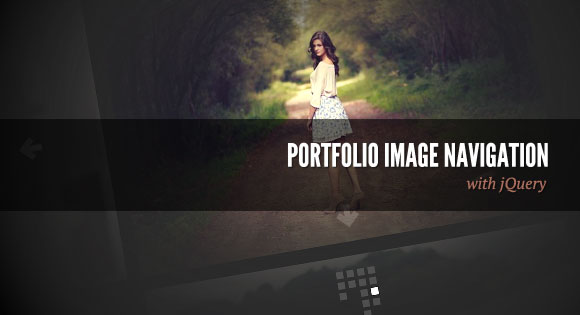 PORTFOLIO IMAGE NAVIGATION
with jQuery